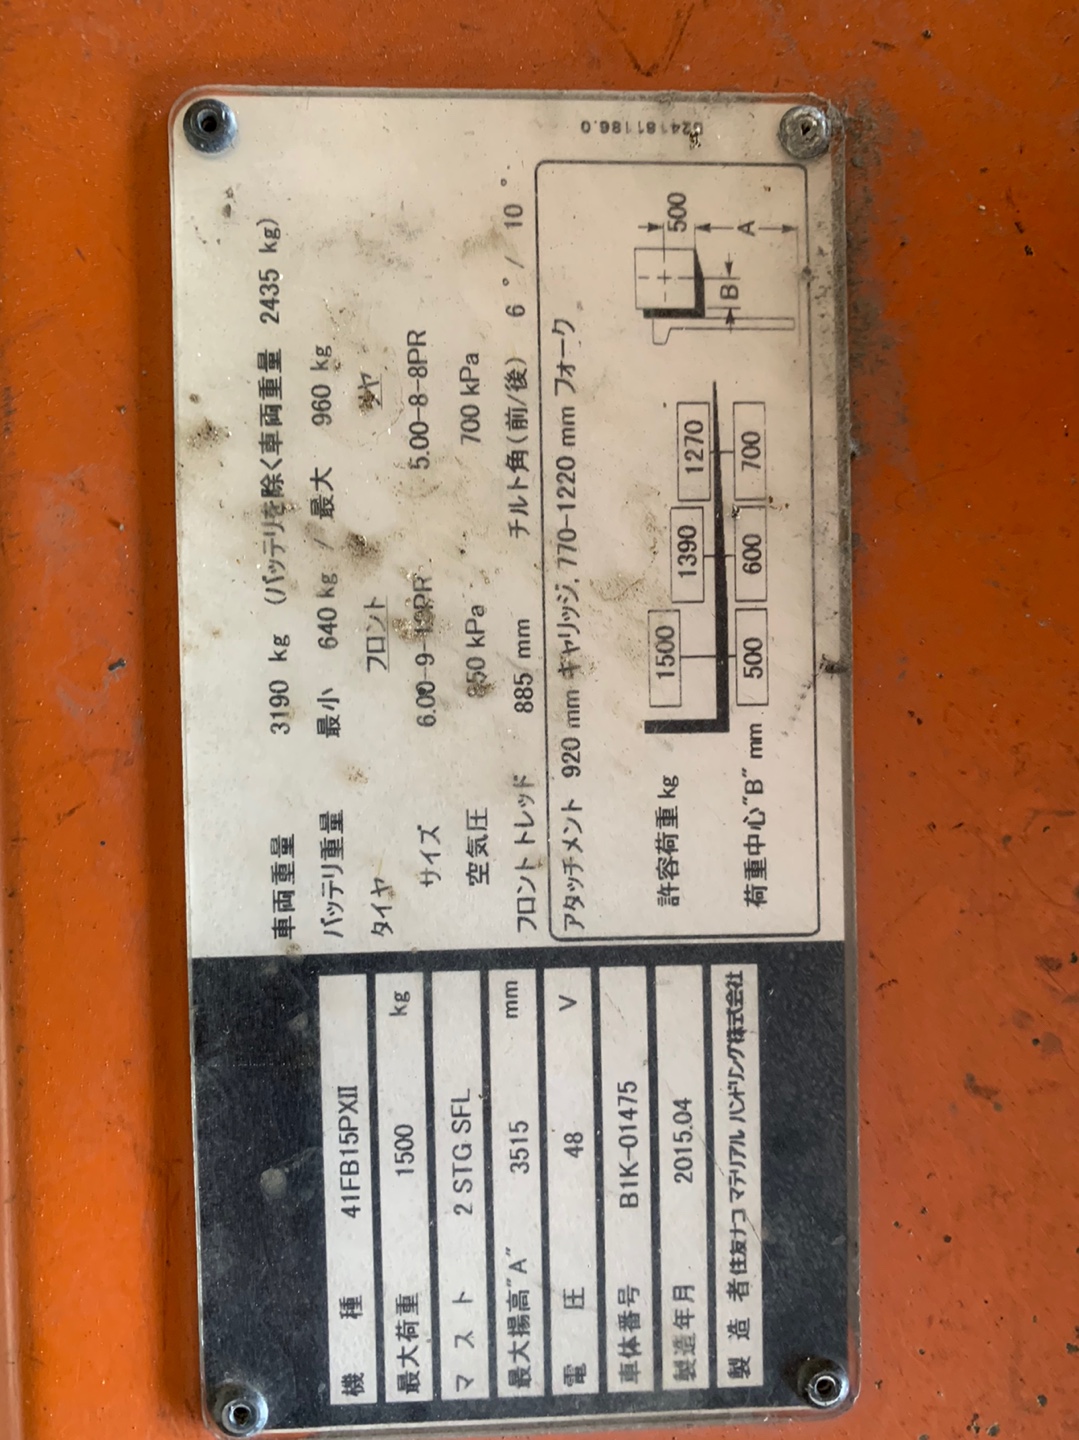 機種 41FB15PXⅡ
最大荷重 1500 kg
マスト 2 STG SFL
最大揚高"A" 3515 mm
電圧 48 V
車体番号 B1K-01475
製造年月 2015.04
製造者 住友ナコ マテリアル ハンドリング株式会社
車両重量 3190 kg (バッテリを除く車両重量 2435 kg)
バッテリ重量 最小 640 kg / 最大 960 kg
タイヤ フロント
サイズ 6.00-9-10PR 5.00-8-8PR
空気圧 850 kPa 700 kPa
フロントトレッド 885 mm チルト角(前/後) 6 ° / 10 °
アタッチメント 920 mm キャリッジ, 770-1220 mm フォーク
許容荷重 kg 1500 1390 1270
荷重中心"B" mm 500 600 700
B
500
A
024181186.0